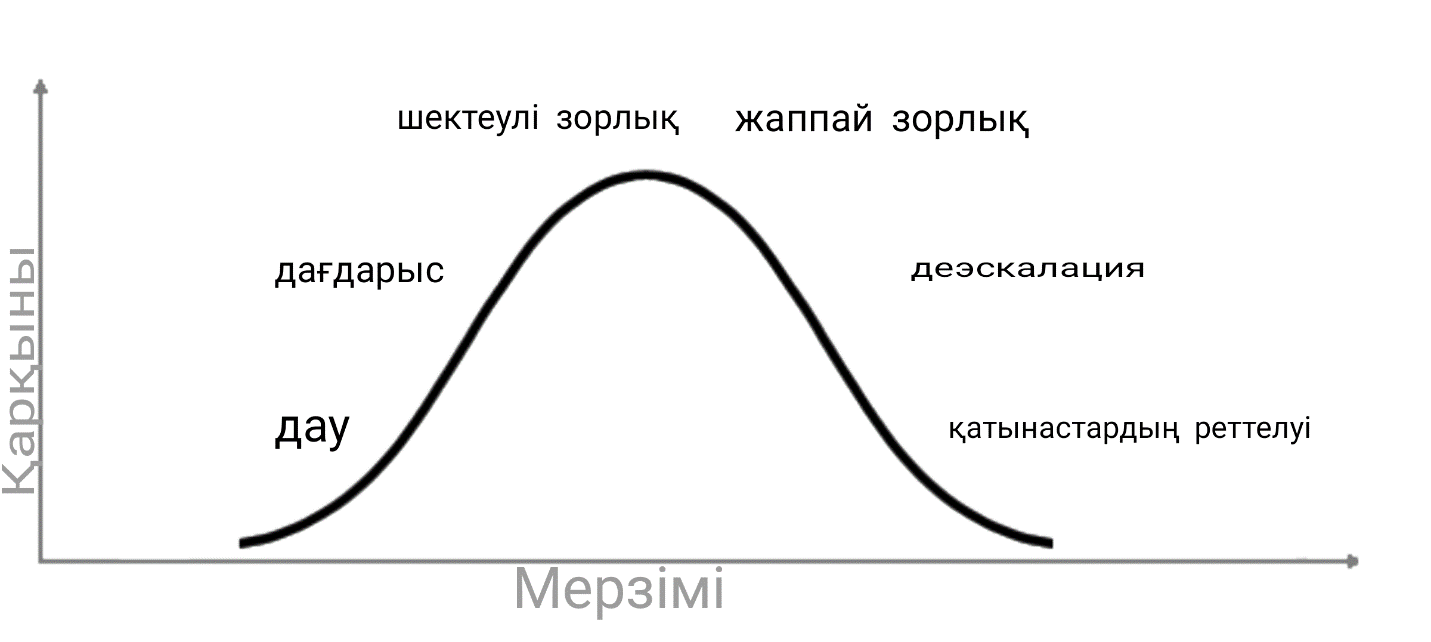 шектеулі зорлық жаппай зорлық
дағдарыс деэскалация
Қарқыны
дау қатынастардың реттелуі
Мерзімі